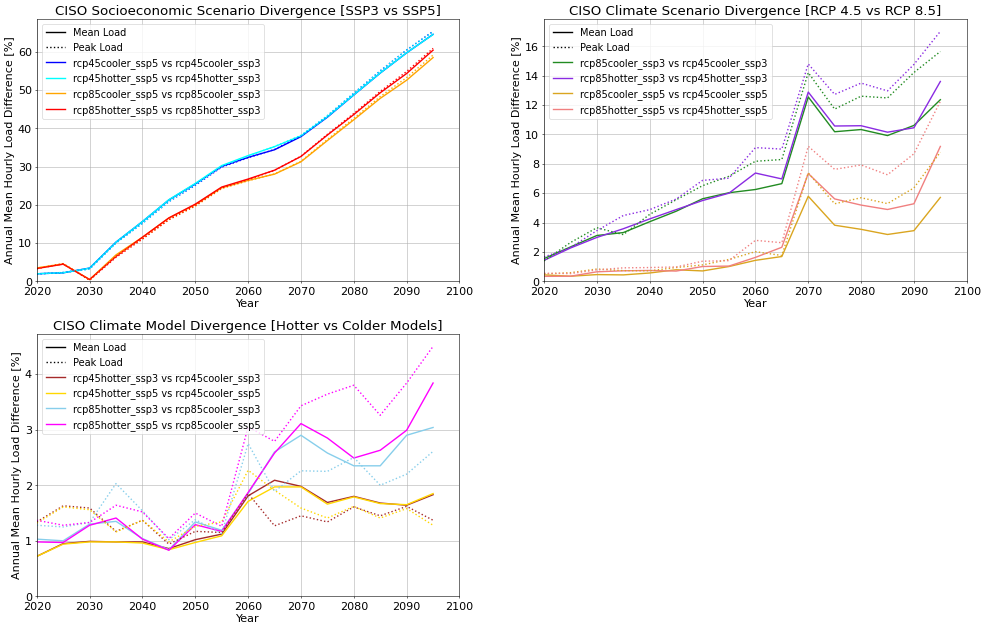 CISO Socioeconomic Scenario Divergence [SSP3 vs SSP5]
Annual Mean Hourly Load Difference [%]
60
50
40
30
20
10
0
Mean Load
Peak Load
rcp45cooler_ssp5 vs rcp45cooler_ssp3
rcp45hotter_ssp5 vs rcp45hotter_ssp3
rcp85cooler_ssp5 vs rcp85cooler_ssp3
rcp85hotter_ssp5 vs rcp85hotter_ssp3
2020 2030 2040 2050 2060 2070 2080 2090 2100
Year
CISO Climate Scenario Divergence [RCP 4.5 vs RCP 8.5]
Annual Mean Hourly Load Difference [%]
16
14
12
10
8
6
4
2
0
Mean Load
Peak Load
rcp85cooler_ssp3 vs rcp45cooler_ssp3
rcp85hotter_ssp3 vs rcp45hotter_ssp3
rcp85cooler_ssp5 vs rcp45cooler_ssp5
rcp85hotter_ssp5 vs rcp45hotter_ssp5
2020 2030 2040 2050 2060 2070 2080 2090 2100
Year
CISO Climate Model Divergence [Hotter vs Colder Models]
Annual Mean Hourly Load Difference [%]
4
3
2
1
0
Mean Load
Peak Load
rcp45hotter_ssp3 vs rcp45cooler_ssp3
rcp45hotter_ssp5 vs rcp45cooler_ssp5
rcp85hotter_ssp3 vs rcp85cooler_ssp3
rcp85hotter_ssp5 vs rcp85cooler_ssp5
2020 2030 2040 2050 2060 2070 2080 2090 2100
Year